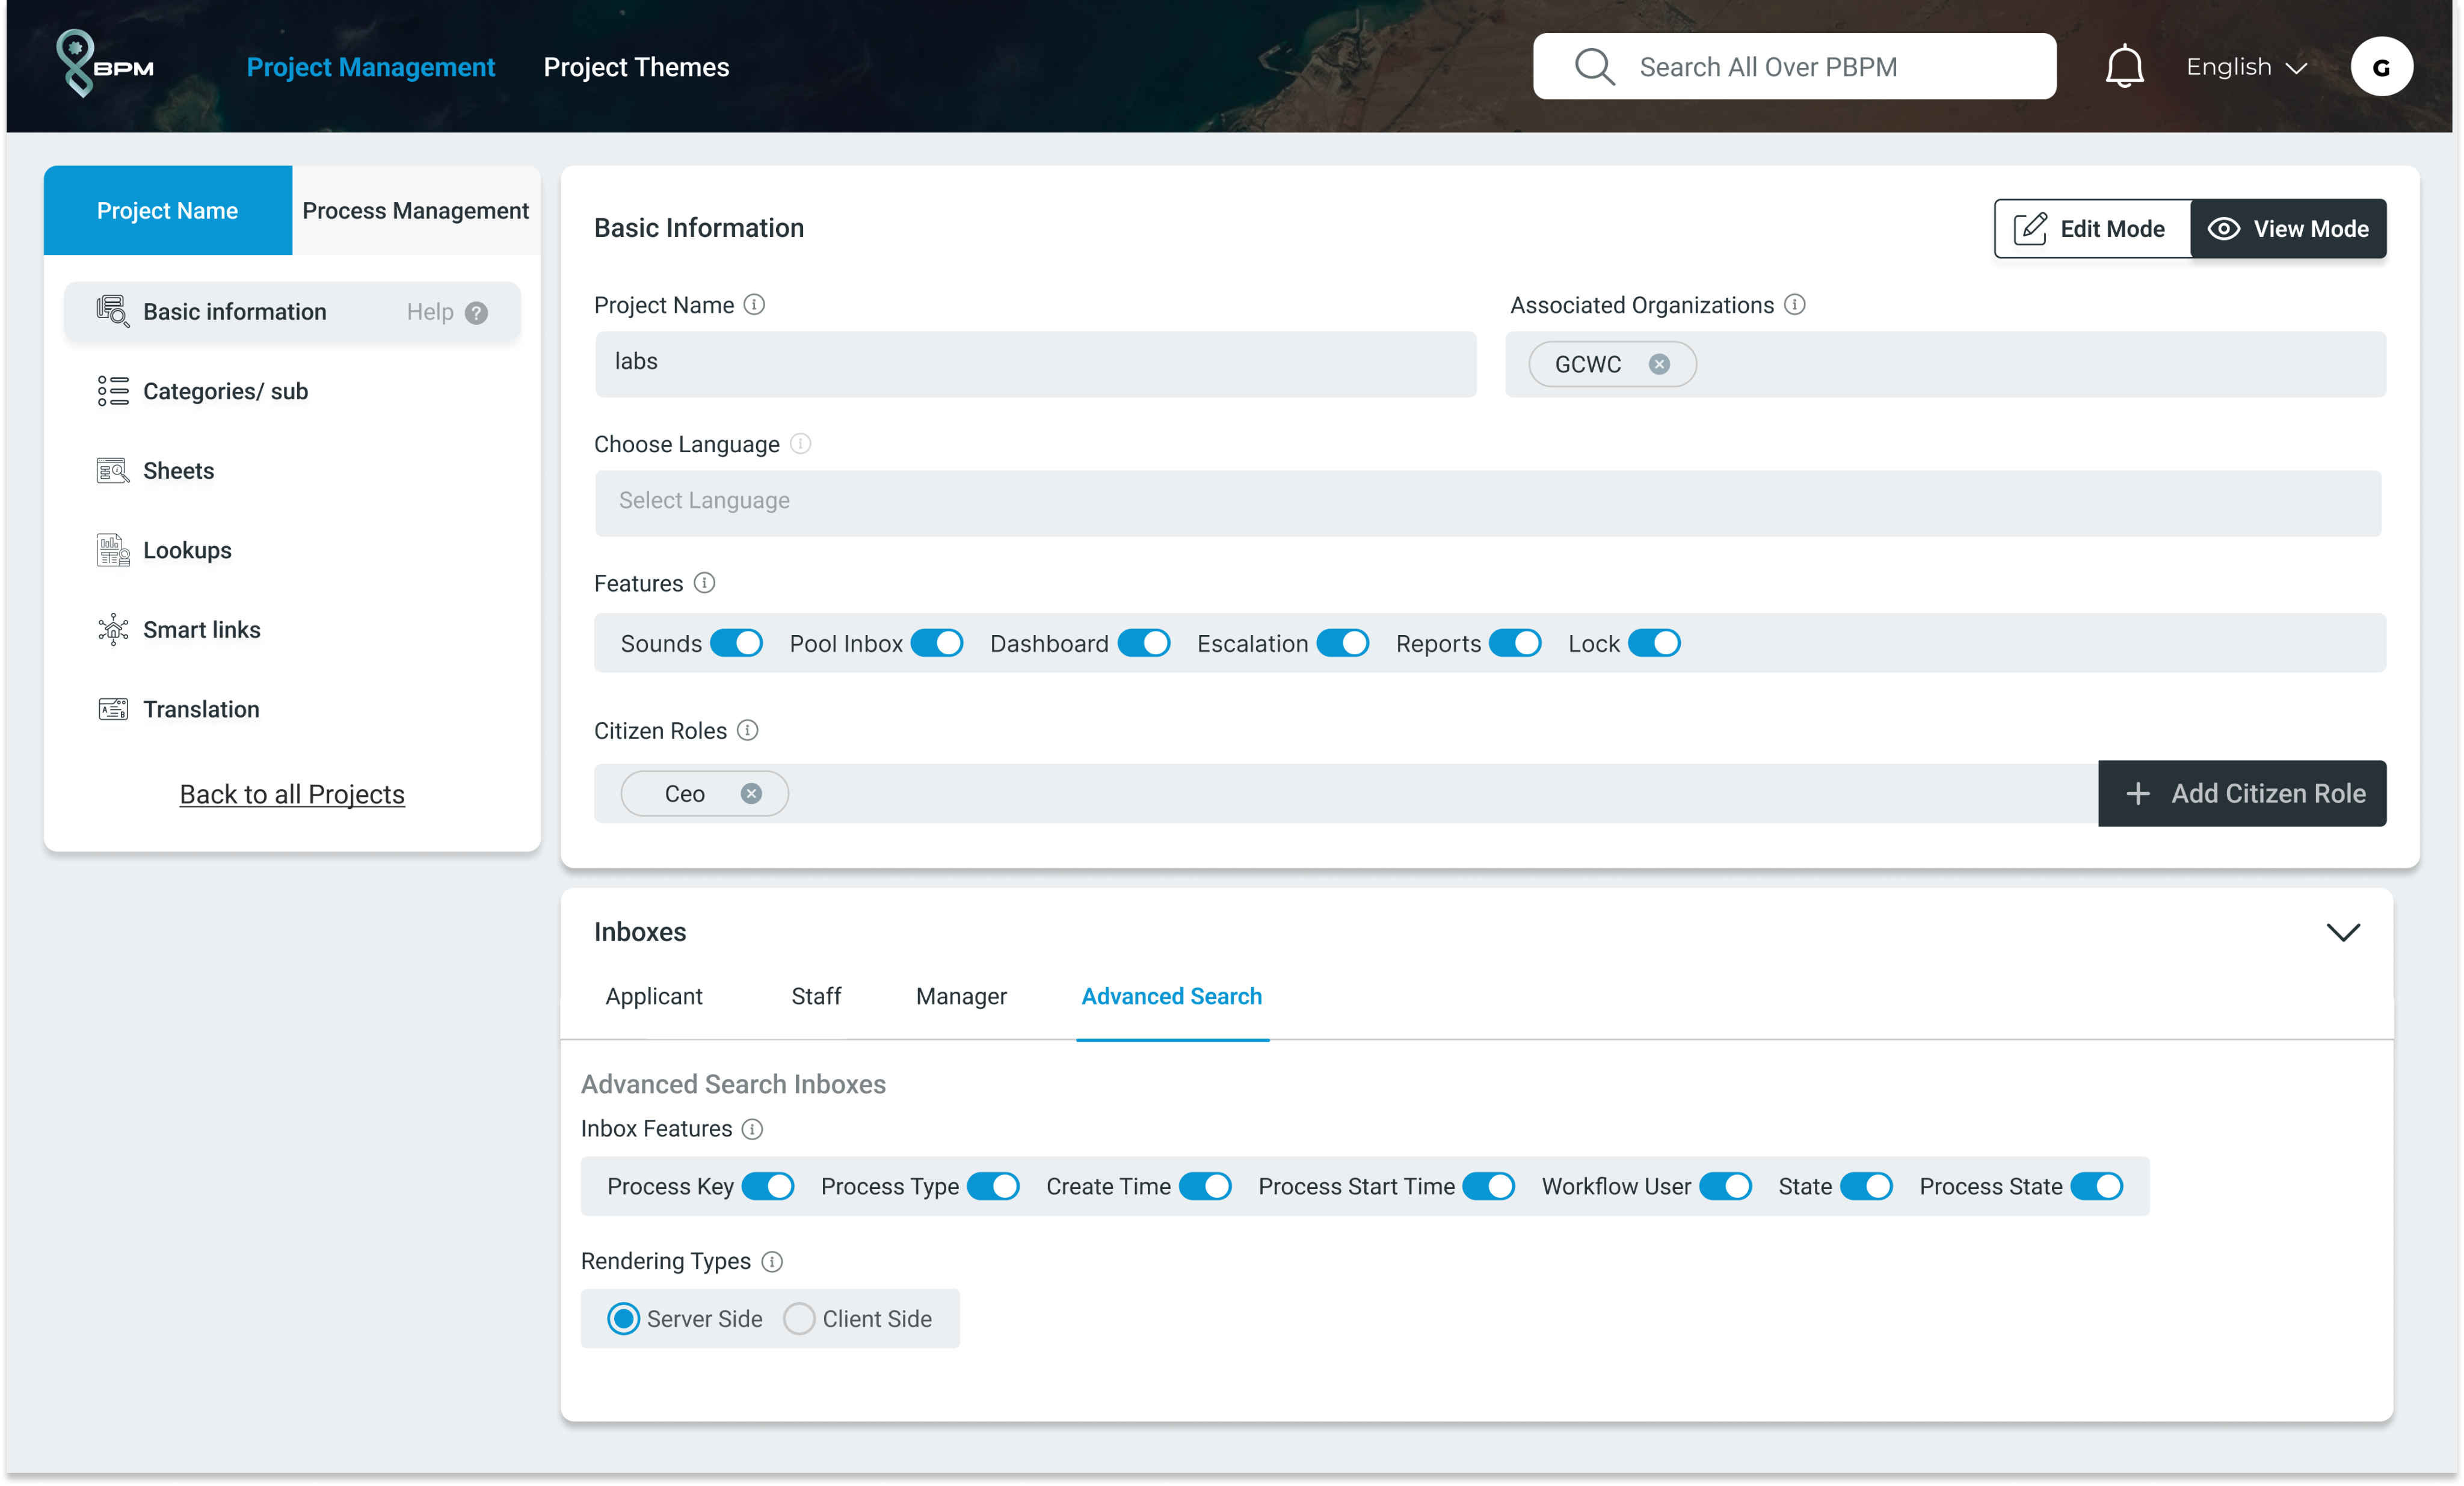 BPM
Project Management
Project Themes
Search All Over PBPM
English
G
Project Name
Process Management
Basic information
Help
Categories/ sub
Sheets
Lookups
Smart links
Translation
Back to all Projects
Basic Information
Edit Mode
View Mode
Project Name
Associated Organizations
labs
GCWC
Choose Language
Select Language
Features
Sounds
Pool Inbox
Dashboard
Escalation
Reports
Lock
Citizen Roles
Ceo
+ Add Citizen Role
Inboxes
Applicant
Staff
Manager
Advanced Search
Advanced Search Inboxes
Inbox Features
Process Key
Process Type
Create Time
Process Start Time
Workflow User
State
Process State
Rendering Types
Server Side
Client Side